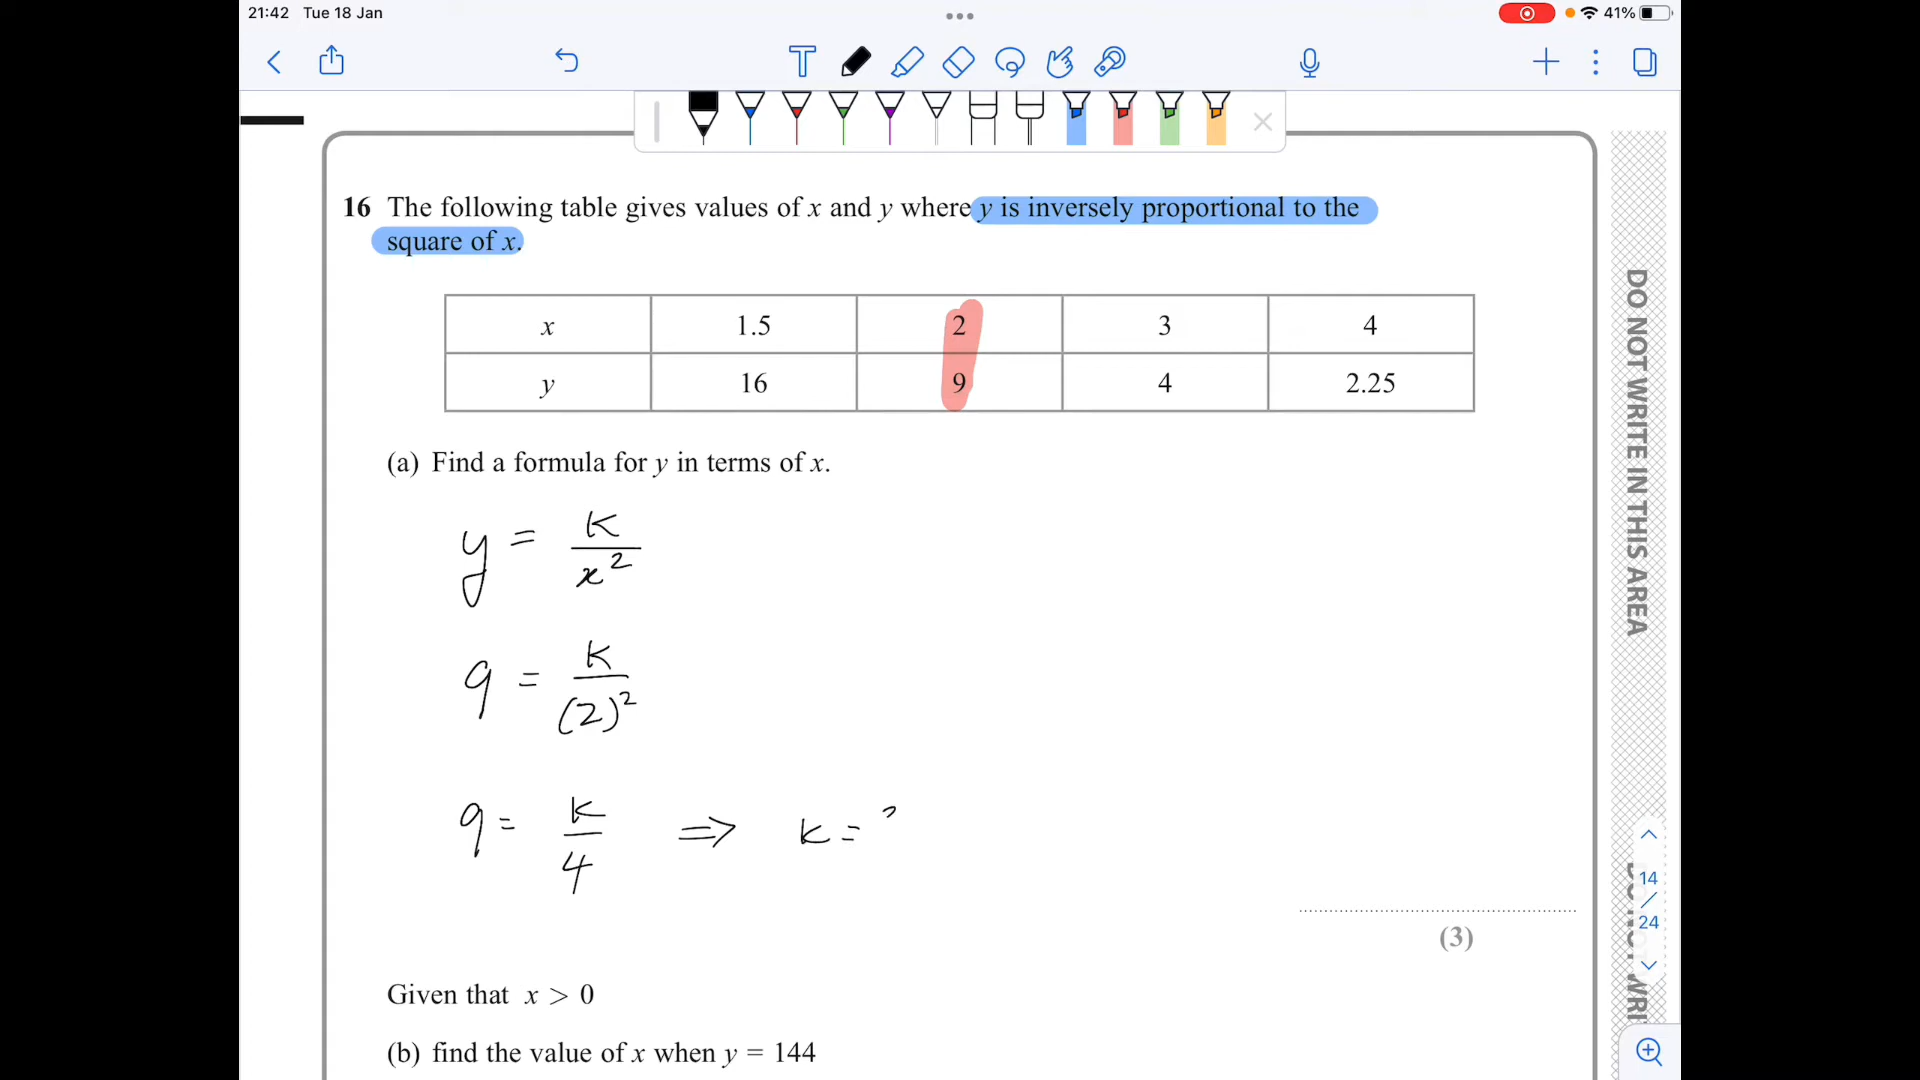 21:42 Tue 18 Jan
41%
16 The following table gives values of x and y where y is inversely proportional to the
square of x.
x 1.5 2 3 4
y 16 9 4 2.25
(a) Find a formula for y in terms of x.
y = k / x²
9 = k / (2)²
9 = k / 4 ⇒ k =
(3)
Given that x > 0
(b) find the value of x when y = 144
DO NOT WRITE IN THIS AREA
14
24